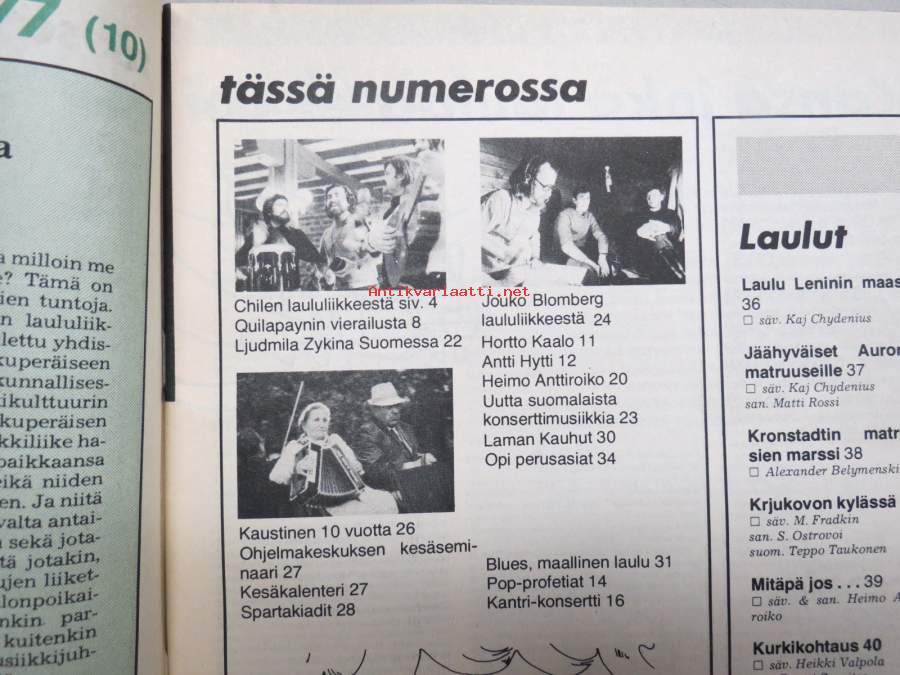 77 (10)
a
a milloin me
e? Tämä on
ien tuntoja.
n laululiik-
lettu yhdis-
kuperäiseen
kunnallises-
ikulttuurin
kuperäisen
kkiliike ha-
paikkaansa
eikä niiden
en. Ja niitä
valta antai-
sekä jota-
tä jotakin,
ujen liiket-
lonpoikai-
nkin par-
kuitenkin
usiikkijuh-
tässä numerossa
Antikvariaatti.net
Chilen laululiikkeestä siv. 4
Quilapaynin vierailusta 8
Ljudmila Zykina Suomessa 22
Kaustinen 10 vuotta 26
Ohjelmakeskuksen kesäsemi-
naari 27
Kesäkalenteri 27
Spartakiadit 28
Jouko Blomberg
laululiikkeestä 24
Hortto Kaalo 11
Antti Hytti 12
Heimo Anttiroiko 20
Uutta suomalaista
konserttimusiikkia 23
Laman Kauhut 30
Opi perusasiat 34
Blues, maallinen laulu 31
Pop-profetiat 14
Kantri-konsertti 16
Laulut
Laulu Leninin maas
36
□ säv. Kaj Chydenius
Jäähyväiset Auror
matruuseille 37
□ säv. Kaj Chydenius
san. Matti Rossi
Kronstadtin matr
sien marssi 38
□ Alexander Belymenski
Krjukovon kylässä
□ säv. M. Fradkin
san. S. Ostrovoi
suom. Teppo Taukonen
Mitäpä jos . . . 39
□ säv. & san. Heimo A
roiko
Kurkikohtaus 40
□ säv. Heikki Valpola